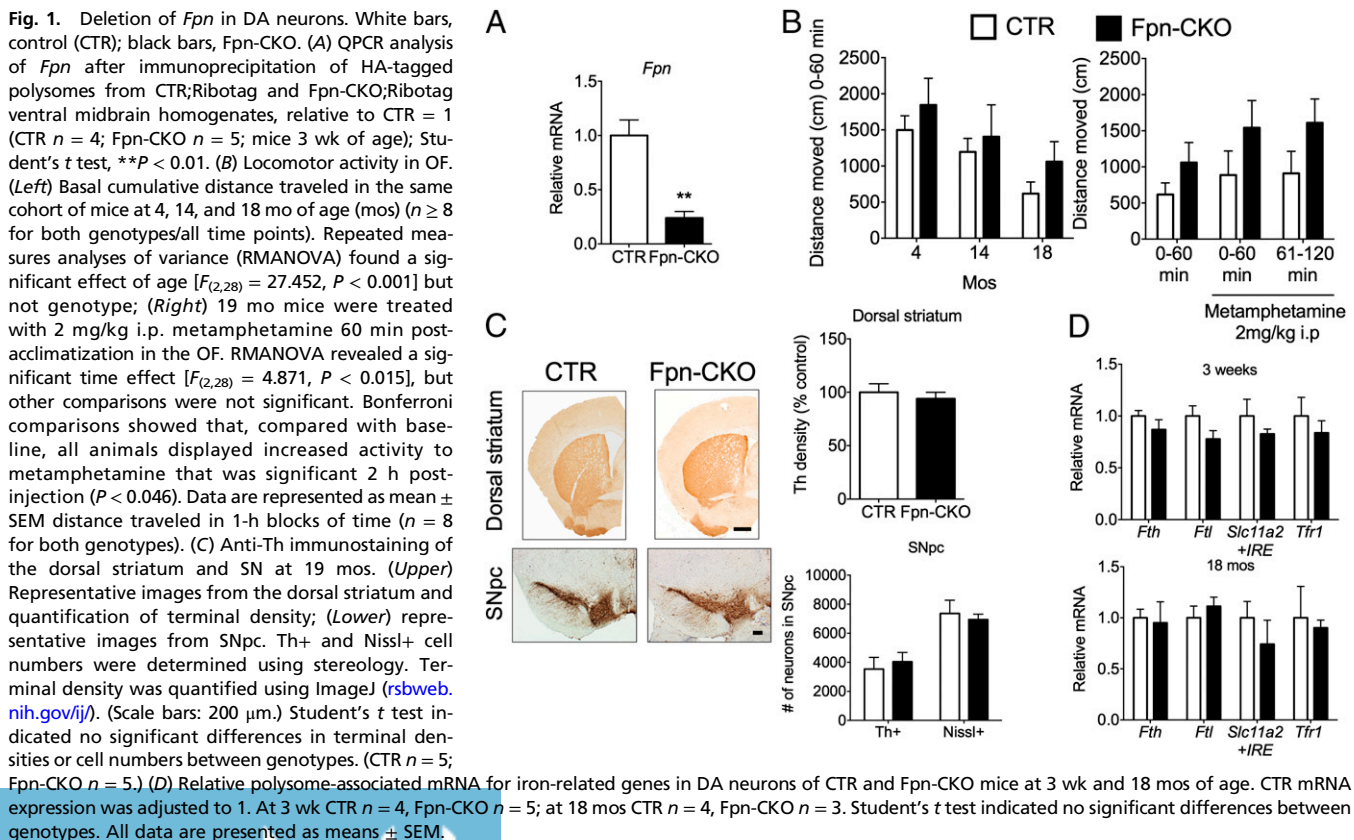 Fig. 1. Deletion of Fpn in DA neurons. White bars,
control (CTR); black bars, Fpn-CKO. (A) QPCR analysis
of Fpn after immunoprecipitation of HA-tagged
polysomes from CTR;Ribotag and Fpn-CKO;Ribotag
ventral midbrain homogenates, relative to CTR = 1
(CTR n = 4; Fpn-CKO n = 5; mice 3 wk of age); Stu-
dent's t test, **P < 0.01. (B) Locomotor activity in OF.
(Left) Basal cumulative distance traveled in the same
cohort of mice at 4, 14, and 18 mo of age (mos) (n ≥ 8
for both genotypes/all time points). Repeated mea-
sures analyses of variance (RMANOVA) found a sig-
nificant effect of age [F(2,28) = 27.452, P < 0.001] but
not genotype; (Right) 19 mo mice were treated
with 2 mg/kg i.p. metamphetamine 60 min post-
acclimatization in the OF. RMANOVA revealed a sig-
nificant time effect [F(2,28) = 4.871, P < 0.015], but
other comparisons were not significant. Bonferroni
comparisons showed that, compared with base-
line, all animals displayed increased activity to
metamphetamine that was significant 2 h post-
injection (P < 0.046). Data are represented as mean ±
SEM distance traveled in 1-h blocks of time (n = 8
for both genotypes). (C) Anti-Th immunostaining of
the dorsal striatum and SN at 19 mos. (Upper)
Representative images from the dorsal striatum and
quantification of terminal density; (Lower) repre-
sentative images from SNpc. Th+ and Nissl+ cell
numbers were determined using stereology. Ter-
minal density was quantified using ImageJ (rsbweb.
nih.gov/ij/). (Scale bars: 200 μm.) Student's t test in-
dicated no significant differences in terminal den-
sities or cell numbers between genotypes. (CTR n = 5;
Fpn-CKO n = 5.) (D) Relative polysome-associated mRNA for iron-related genes in DA neurons of CTR and Fpn-CKO mice at 3 wk and 18 mos of age. CTR mRNA
expression was adjusted to 1. At 3 wk CTR n = 4, Fpn-CKO n = 5; at 18 mos CTR n = 4, Fpn-CKO n = 3. Student's t test indicated no significant differences between
genotypes. All data are presented as means ± SEM.
A
Fpn
Relative mRNA
1.5
1.0
0.5
0.0
**
CTR Fpn-CKO
B
CTR Fpn-CKO
Distance moved (cm) 0-60 min
2500
2000
1500
1000
500
0
4 14 18
Mos
Distance moved (cm)
2500
2000
1500
1000
500
0
0-60 0-60 61-120
min min min
Metamphetamine
2mg/kg i.p
C
CTR Fpn-CKO
Dorsal striatum
SNpc
Dorsal striatum
Th density (% control)
150
100
50
0
CTR Fpn-CKO
SNpc
# of neurons in SNpc
10000
8000
6000
4000
2000
0
Th+ Nissl+
D
3 weeks
Relative mRNA
1.5
1.0
0.5
0.0
Fth Ftl Slc11a2 Tfr1
+IRE
18 mos
Relative mRNA
1.5
1.0
0.5
0.0
Fth Ftl Slc11a2 Tfr1
+IRE